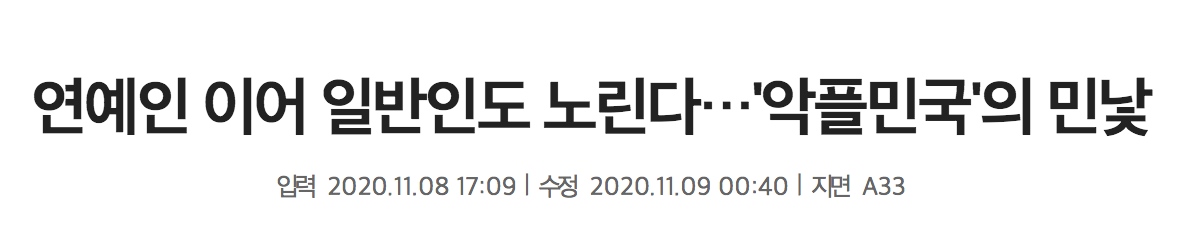 연예인 이어 일반인도 노린다…'악플민국'의 민낯
입력 2020.11.08 17:09 | 수정 2020.11.09 00:40 | 지면 A33